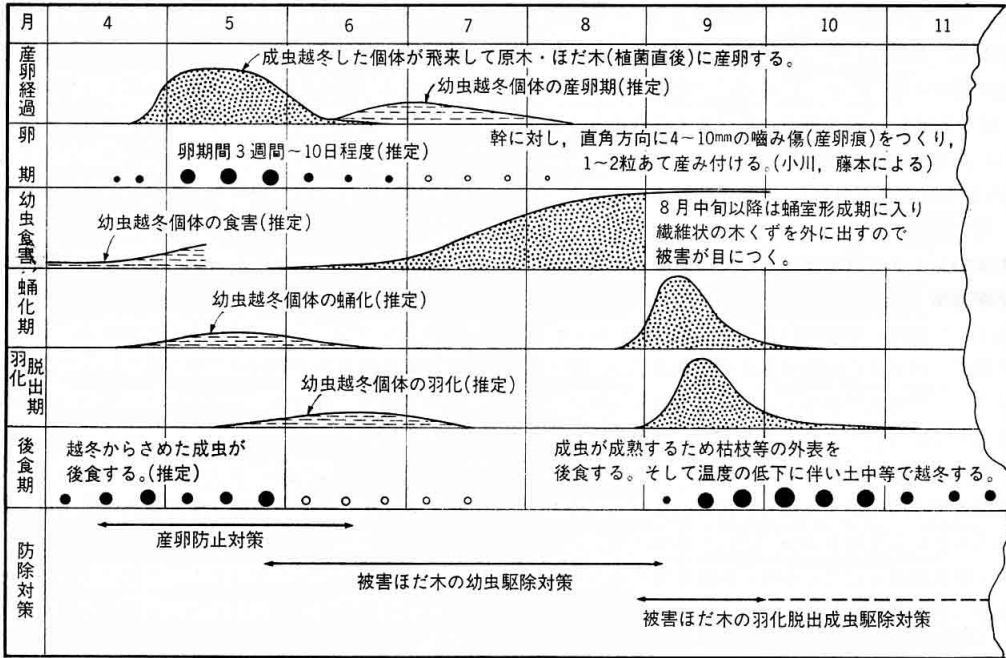 月 4 5 6 7 8 9 10 11
産卵経過
成虫越冬した個体が飛来して原木・ほだ木(植菌直後)に産卵する。
幼虫越冬個体の産卵期(推定)
卵期
卵期間3週間~10日程度(推定)
幹に対し,直角方向に4~10mmの嚙み傷(産卵痕)をつくり,
1~2粒あて産み付ける。(小川,藤本による)
幼虫食害
幼虫越冬個体の食害(推定)
8月中旬以降は蛹室形成期に入り
繊維状の木くずを外に出すので
被害が目につく。
蛹化期
幼虫越冬個体の蛹化(推定)
羽化脱出期
幼虫越冬個体の羽化(推定)
後食期
越冬からさめた成虫が
後食する。(推定)
成虫が成熟するため枯枝等の外表を
後食する。そして温度の低下に伴い土中等で越冬する。
防除対策
産卵防止対策
被害ほだ木の幼虫駆除対策
被害ほだ木の羽化脱出成虫駆除対策